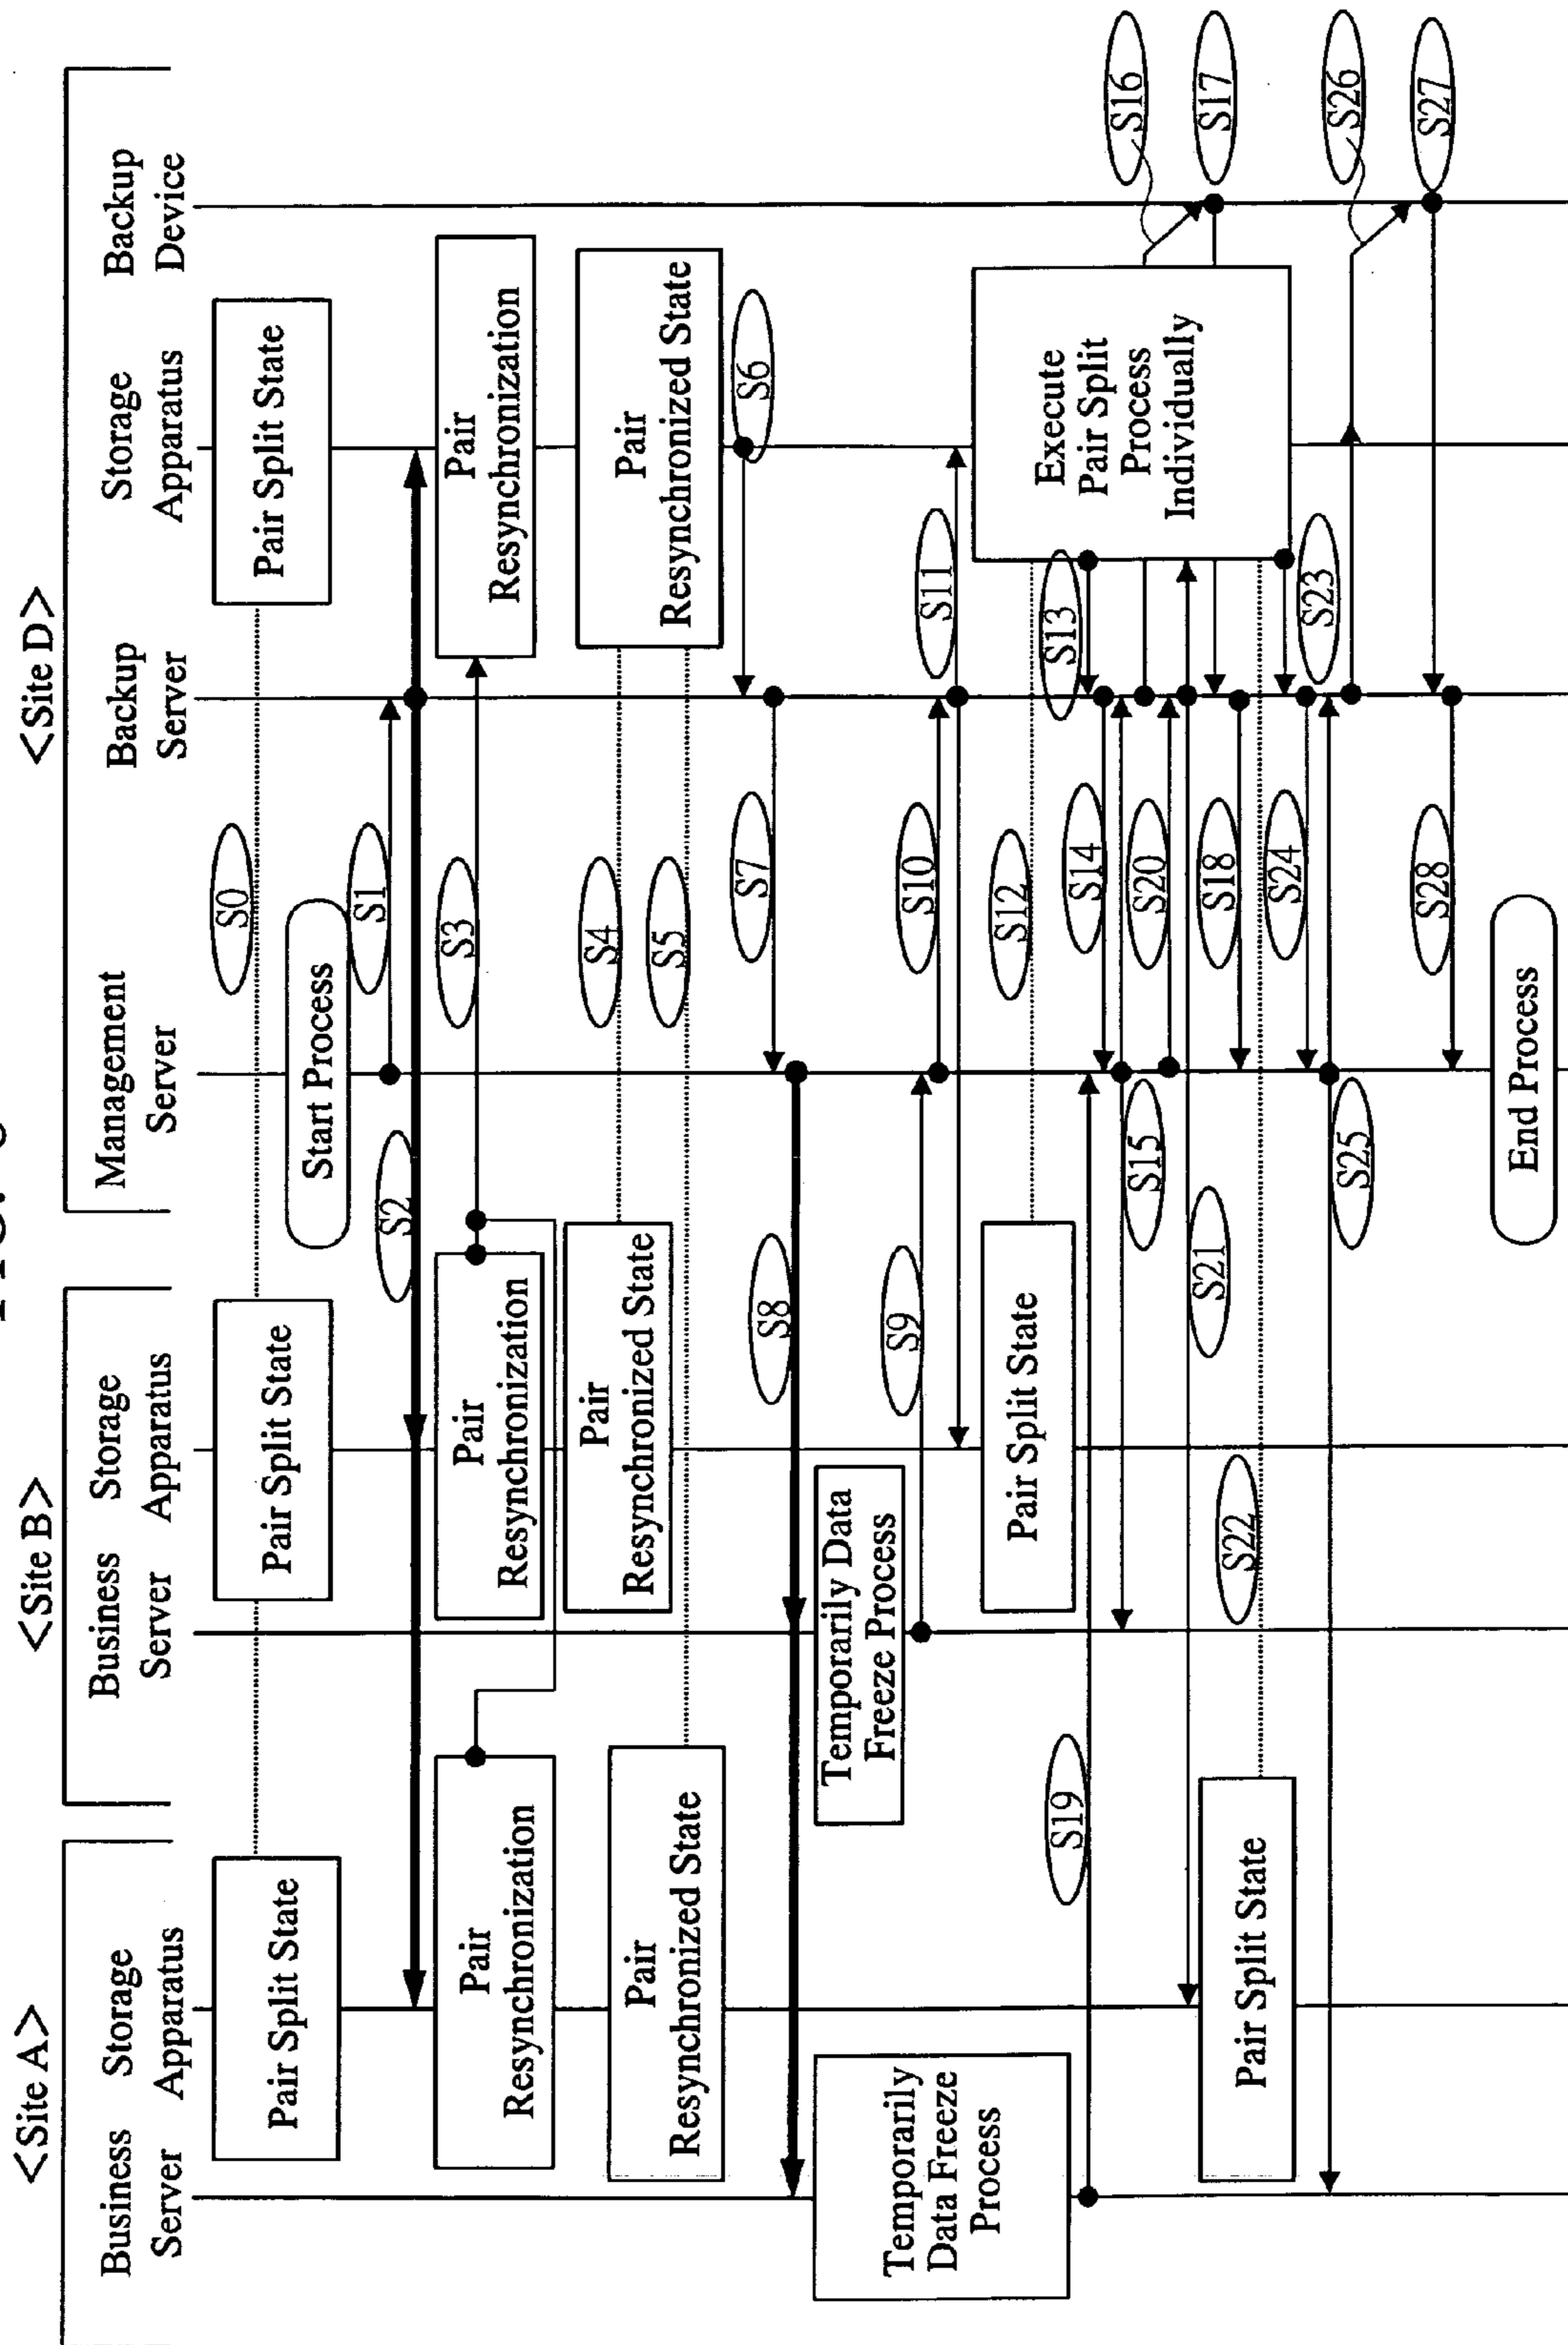 <Site A>
<Site B>
<Site D>
Business
Server
Storage
Apparatus
Business
Server
Storage
Apparatus
Management
Server
Backup
Server
Storage
Apparatus
Backup
Device
Pair Split State
Pair Split State
S0
Pair Split State
Start Process
S1
S2
Pair
Resynchronization
Pair
Resynchronization
S3
Pair
Resynchronization
Pair
Resynchronized State
Pair
Resynchronized State
S4
S5
Pair
Resynchronized State
S6
S7
S8
Temporarily
Data Freeze
Process
Temporarily Data
Freeze Process
S9
S10
S11
Pair Split State
S12
Execute
Pair Split
Process
Individually
S13
S14
S19
S15
S20
S16
S17
S21
S18
Pair Split State
S22
S24
S23
S25
S26
S27
S28
End Process